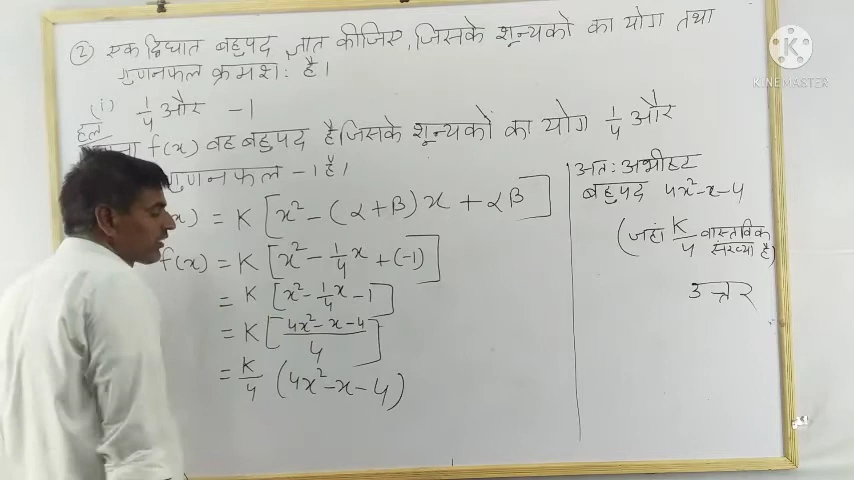 ② एक द्विघात बहुपद ज्ञात कीजिए, जिसके शून्यकों का योग तथा
गुणनफल क्रमश: है।
(i) 1/4 और -1
हल
f(x) वह बहुपद है जिसके शून्यकों का योग 1/4 और
गुणनफल -1 है।
x) = K [x² - (α+β)x + αβ]
f(x) = K [x² - 1/4 x + (-1)]
= K [x² - 1/4 x - 1]
= K [(4x² - x - 4)/4]
= K/4 (4x² - x - 4)
अत: अभीष्ट
बहुपद 4x²-x-4
(जहां K/4 वास्तविक
संख्या है)
उत्तर
K
KINEMASTER